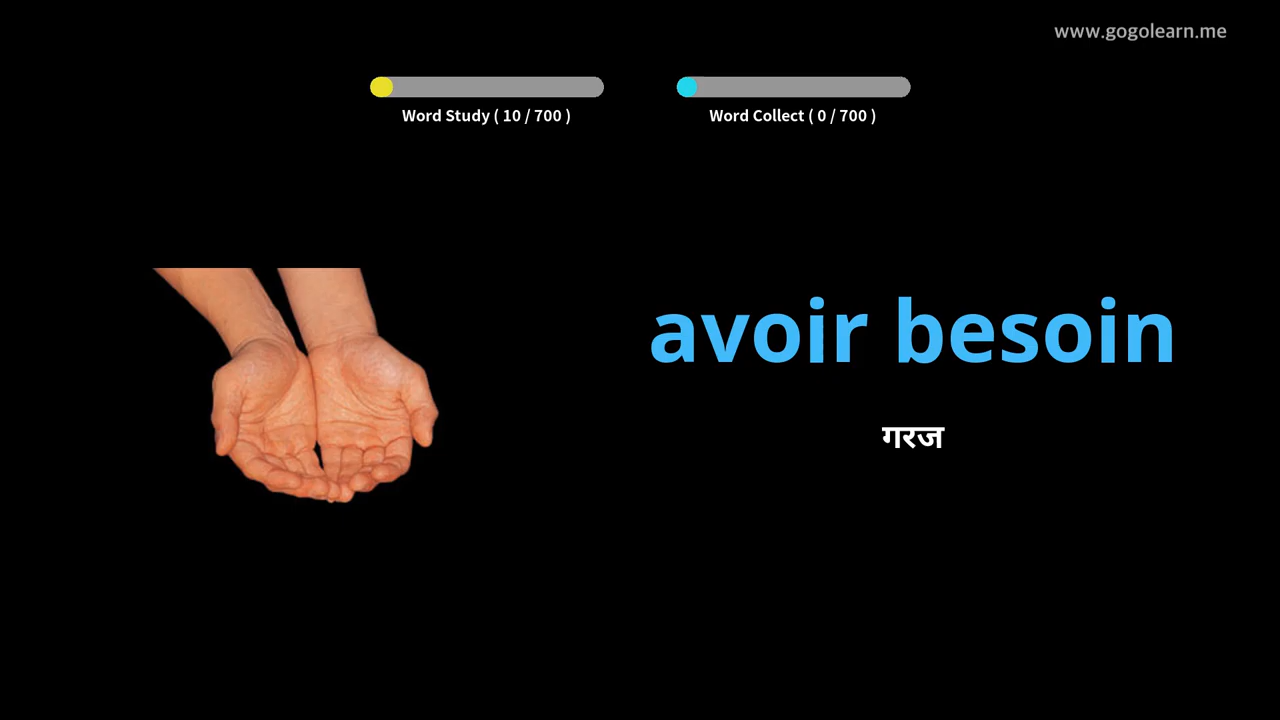 www.gogolearn.me
Word Study ( 10 / 700 )
Word Collect ( 0 / 700 )
avoir besoin
गरज